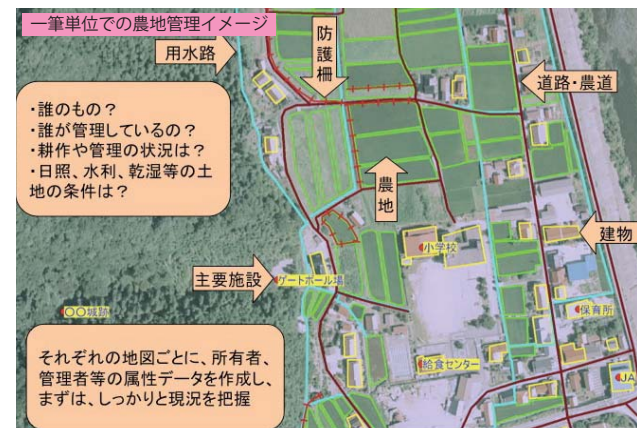 一筆単位での農地管理イメージ
用水路
防護柵
道路・農道
・誰のもの？
・誰が管理しているの？
・耕作や管理の状況は？
・日照、水利、乾湿等の土
地の条件は？
農地
小学校
建物
主要施設
ゲートボール場
〇〇城跡
保育所
それぞれの地図ごとに、所有者、
管理者等の属性データを作成し、
まずは、しっかりと現況を把握
給食センター
JA